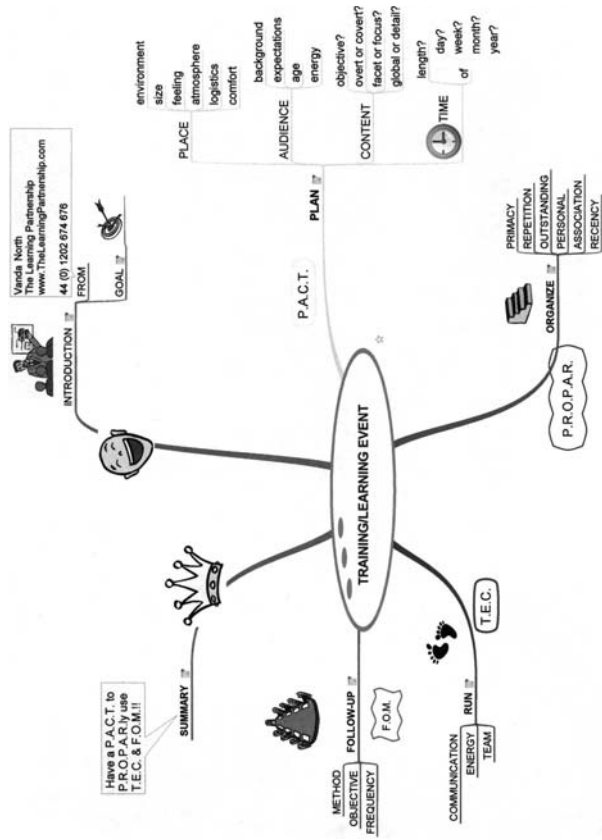 TRAINING/LEARNING EVENT
INTRODUCTION
FROM
Vanda North
The Learning Partnership
www.TheLearningPartnership.com
44 (0) 1202 674 676
GOAL
P.A.C.T.
PLAN
PLACE
environment
size
feeling
atmosphere
logistics
comfort
AUDIENCE
background
expectations
age
energy
CONTENT
objective?
overt or covert?
facet or focus?
global or detail?
TIME
length?
of
day?
week?
month?
year?
P.R.O.P.A.R.
ORGANIZE
PRIMACY
REPETITION
OUTSTANDING
PERSONAL
ASSOCIATION
RECENCY
T.E.C.
RUN
COMMUNICATION
ENERGY
TEAM
F.O.M.
FOLLOW-UP
METHOD
OBJECTIVE
FREQUENCY
SUMMARY
Have a P.A.C.T. to
P.R.O.P.A.R.ly use
T.E.C. & F.O.M.!!